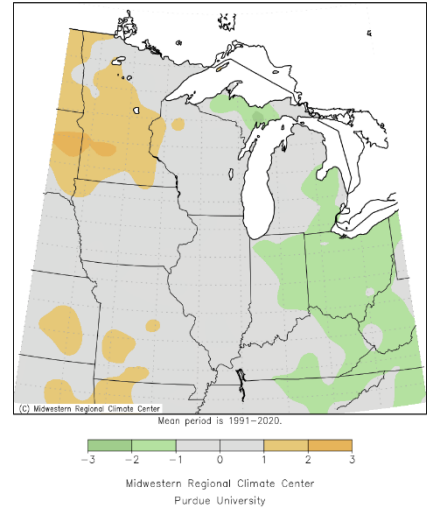 (C) Midwestern Regional Climate Center
Mean period is 1991-2020.
-3 -2 -1 0 1 2 3
Midwestern Regional Climate Center
Purdue University